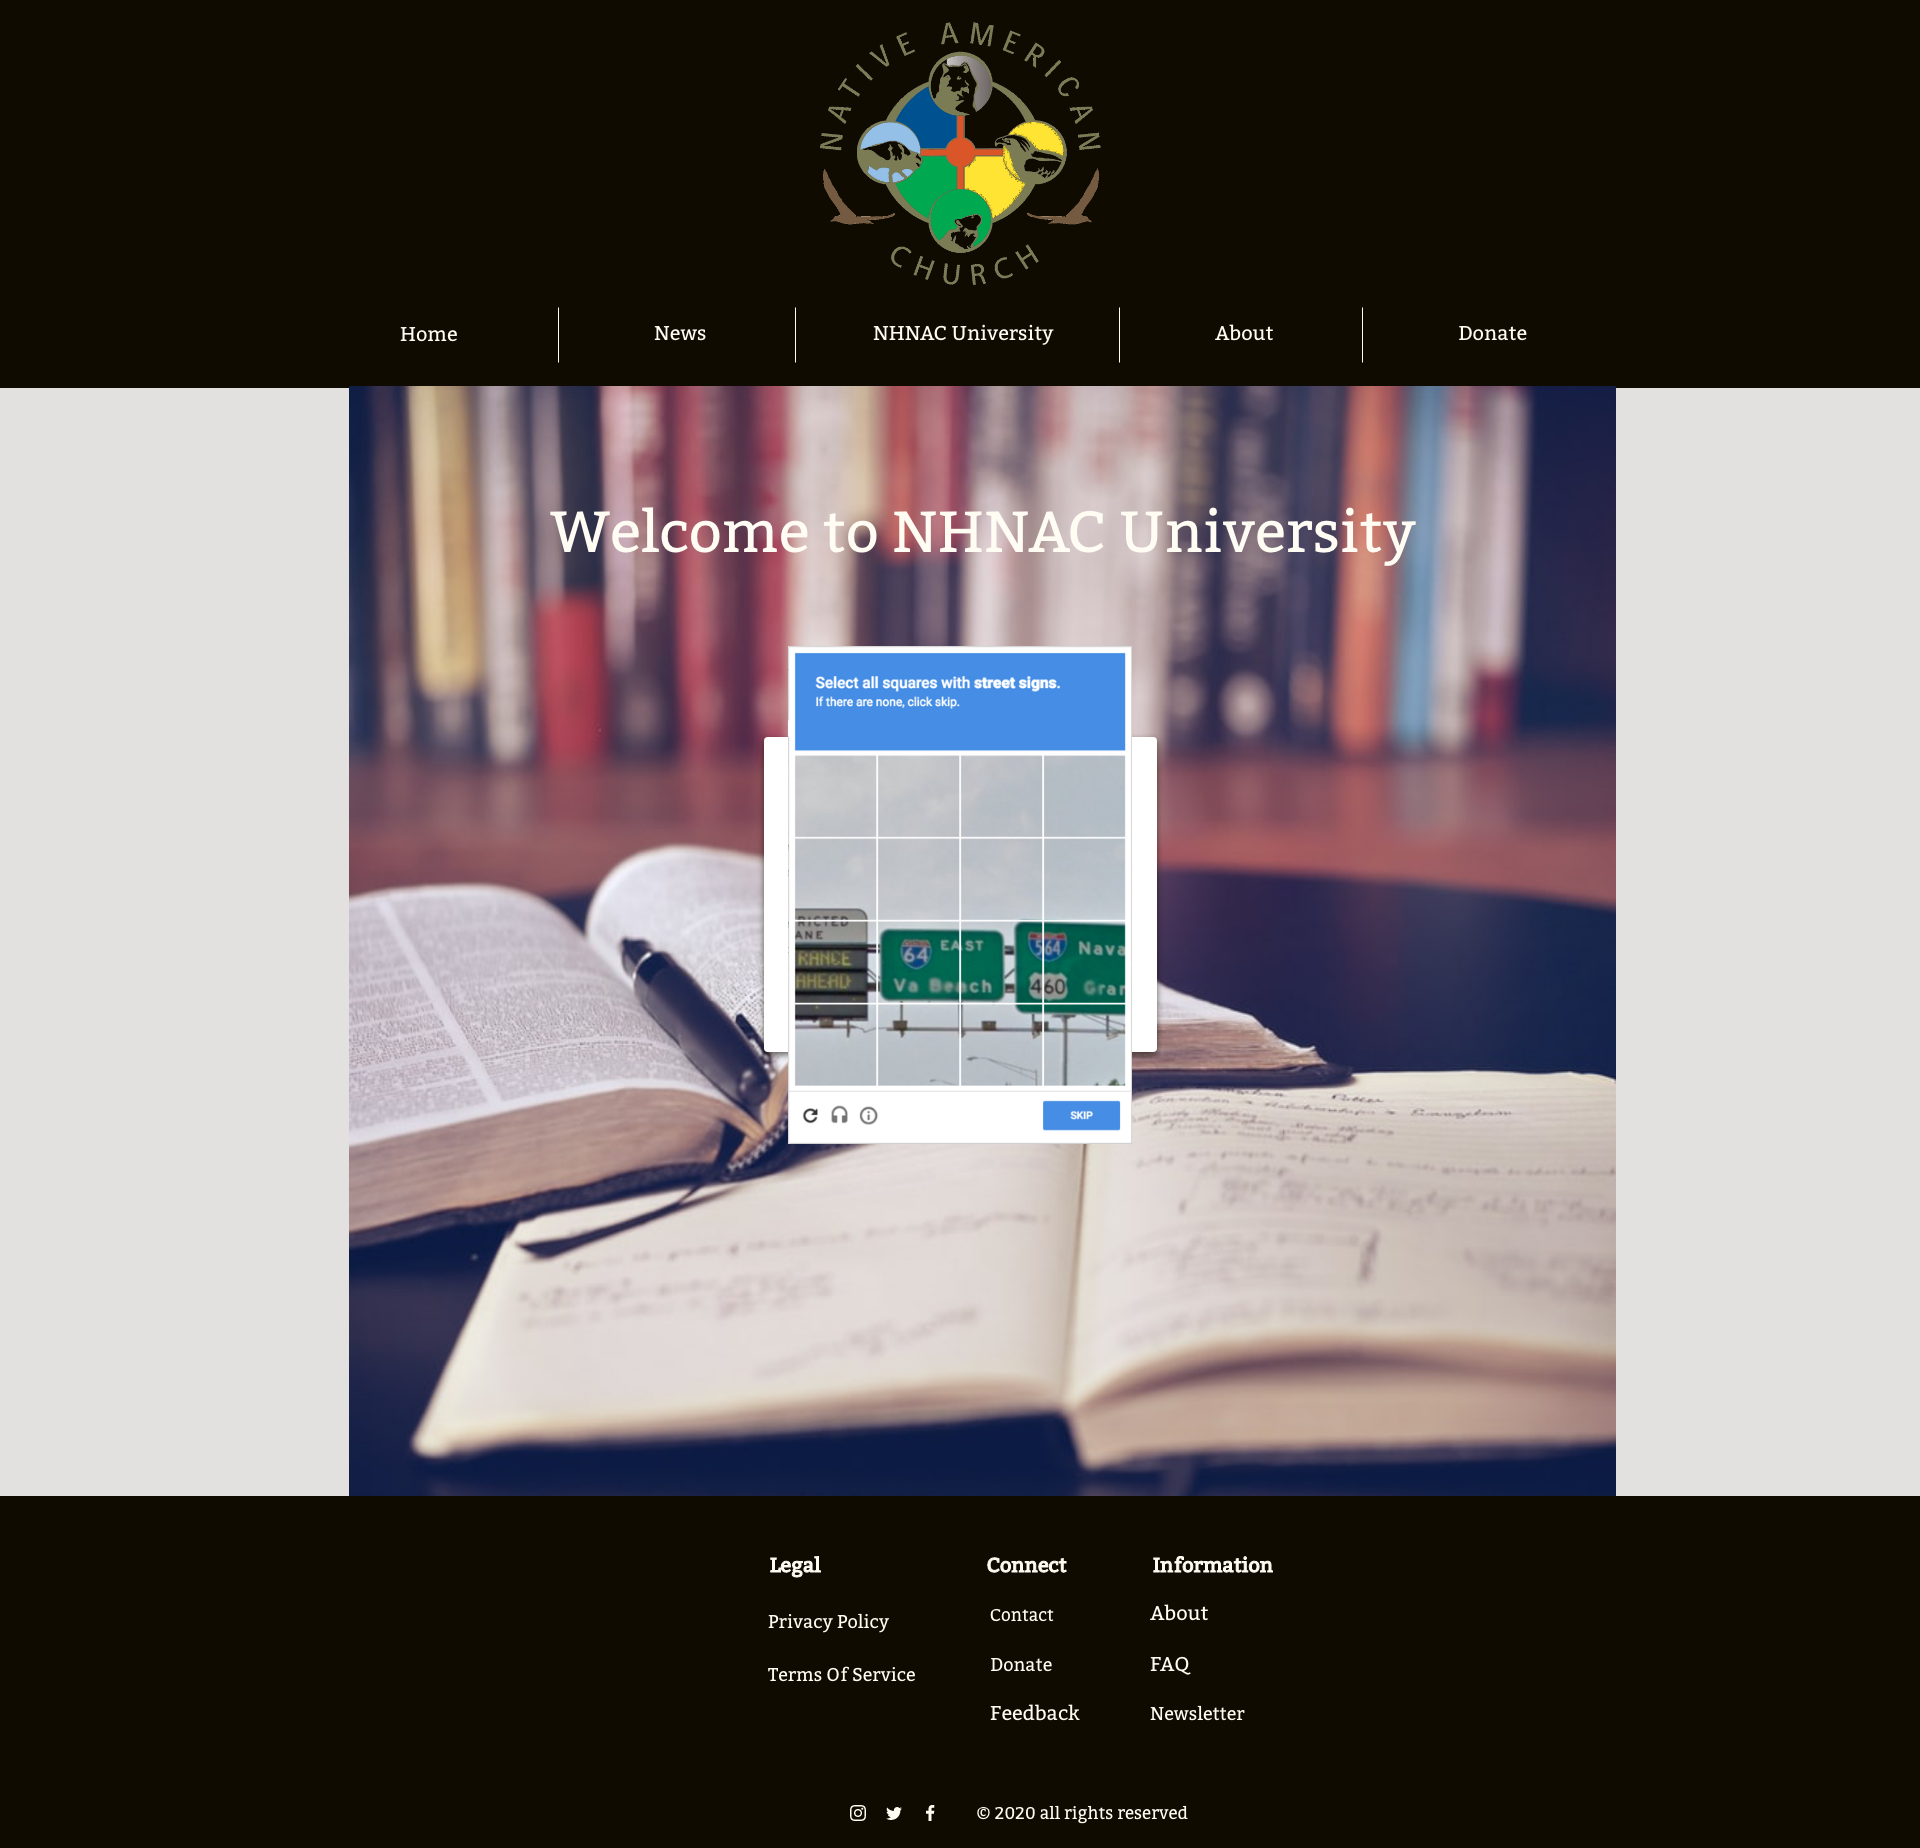 NATIVE AMERICAN
CHURCH
Home
News
NHNAC University
About
Donate
Welcome to NHNAC University
Select all squares with street signs.
If there are none, click skip.
RICTED
ANE
RANCE
AHEAD
64 EAST
Va Beach
564 Nava
460 Gran
SKIP
Legal
Privacy Policy
Terms Of Service
Connect
Contact
Donate
Feedback
Information
About
FAQ
Newsletter
© 2020 all rights reserved